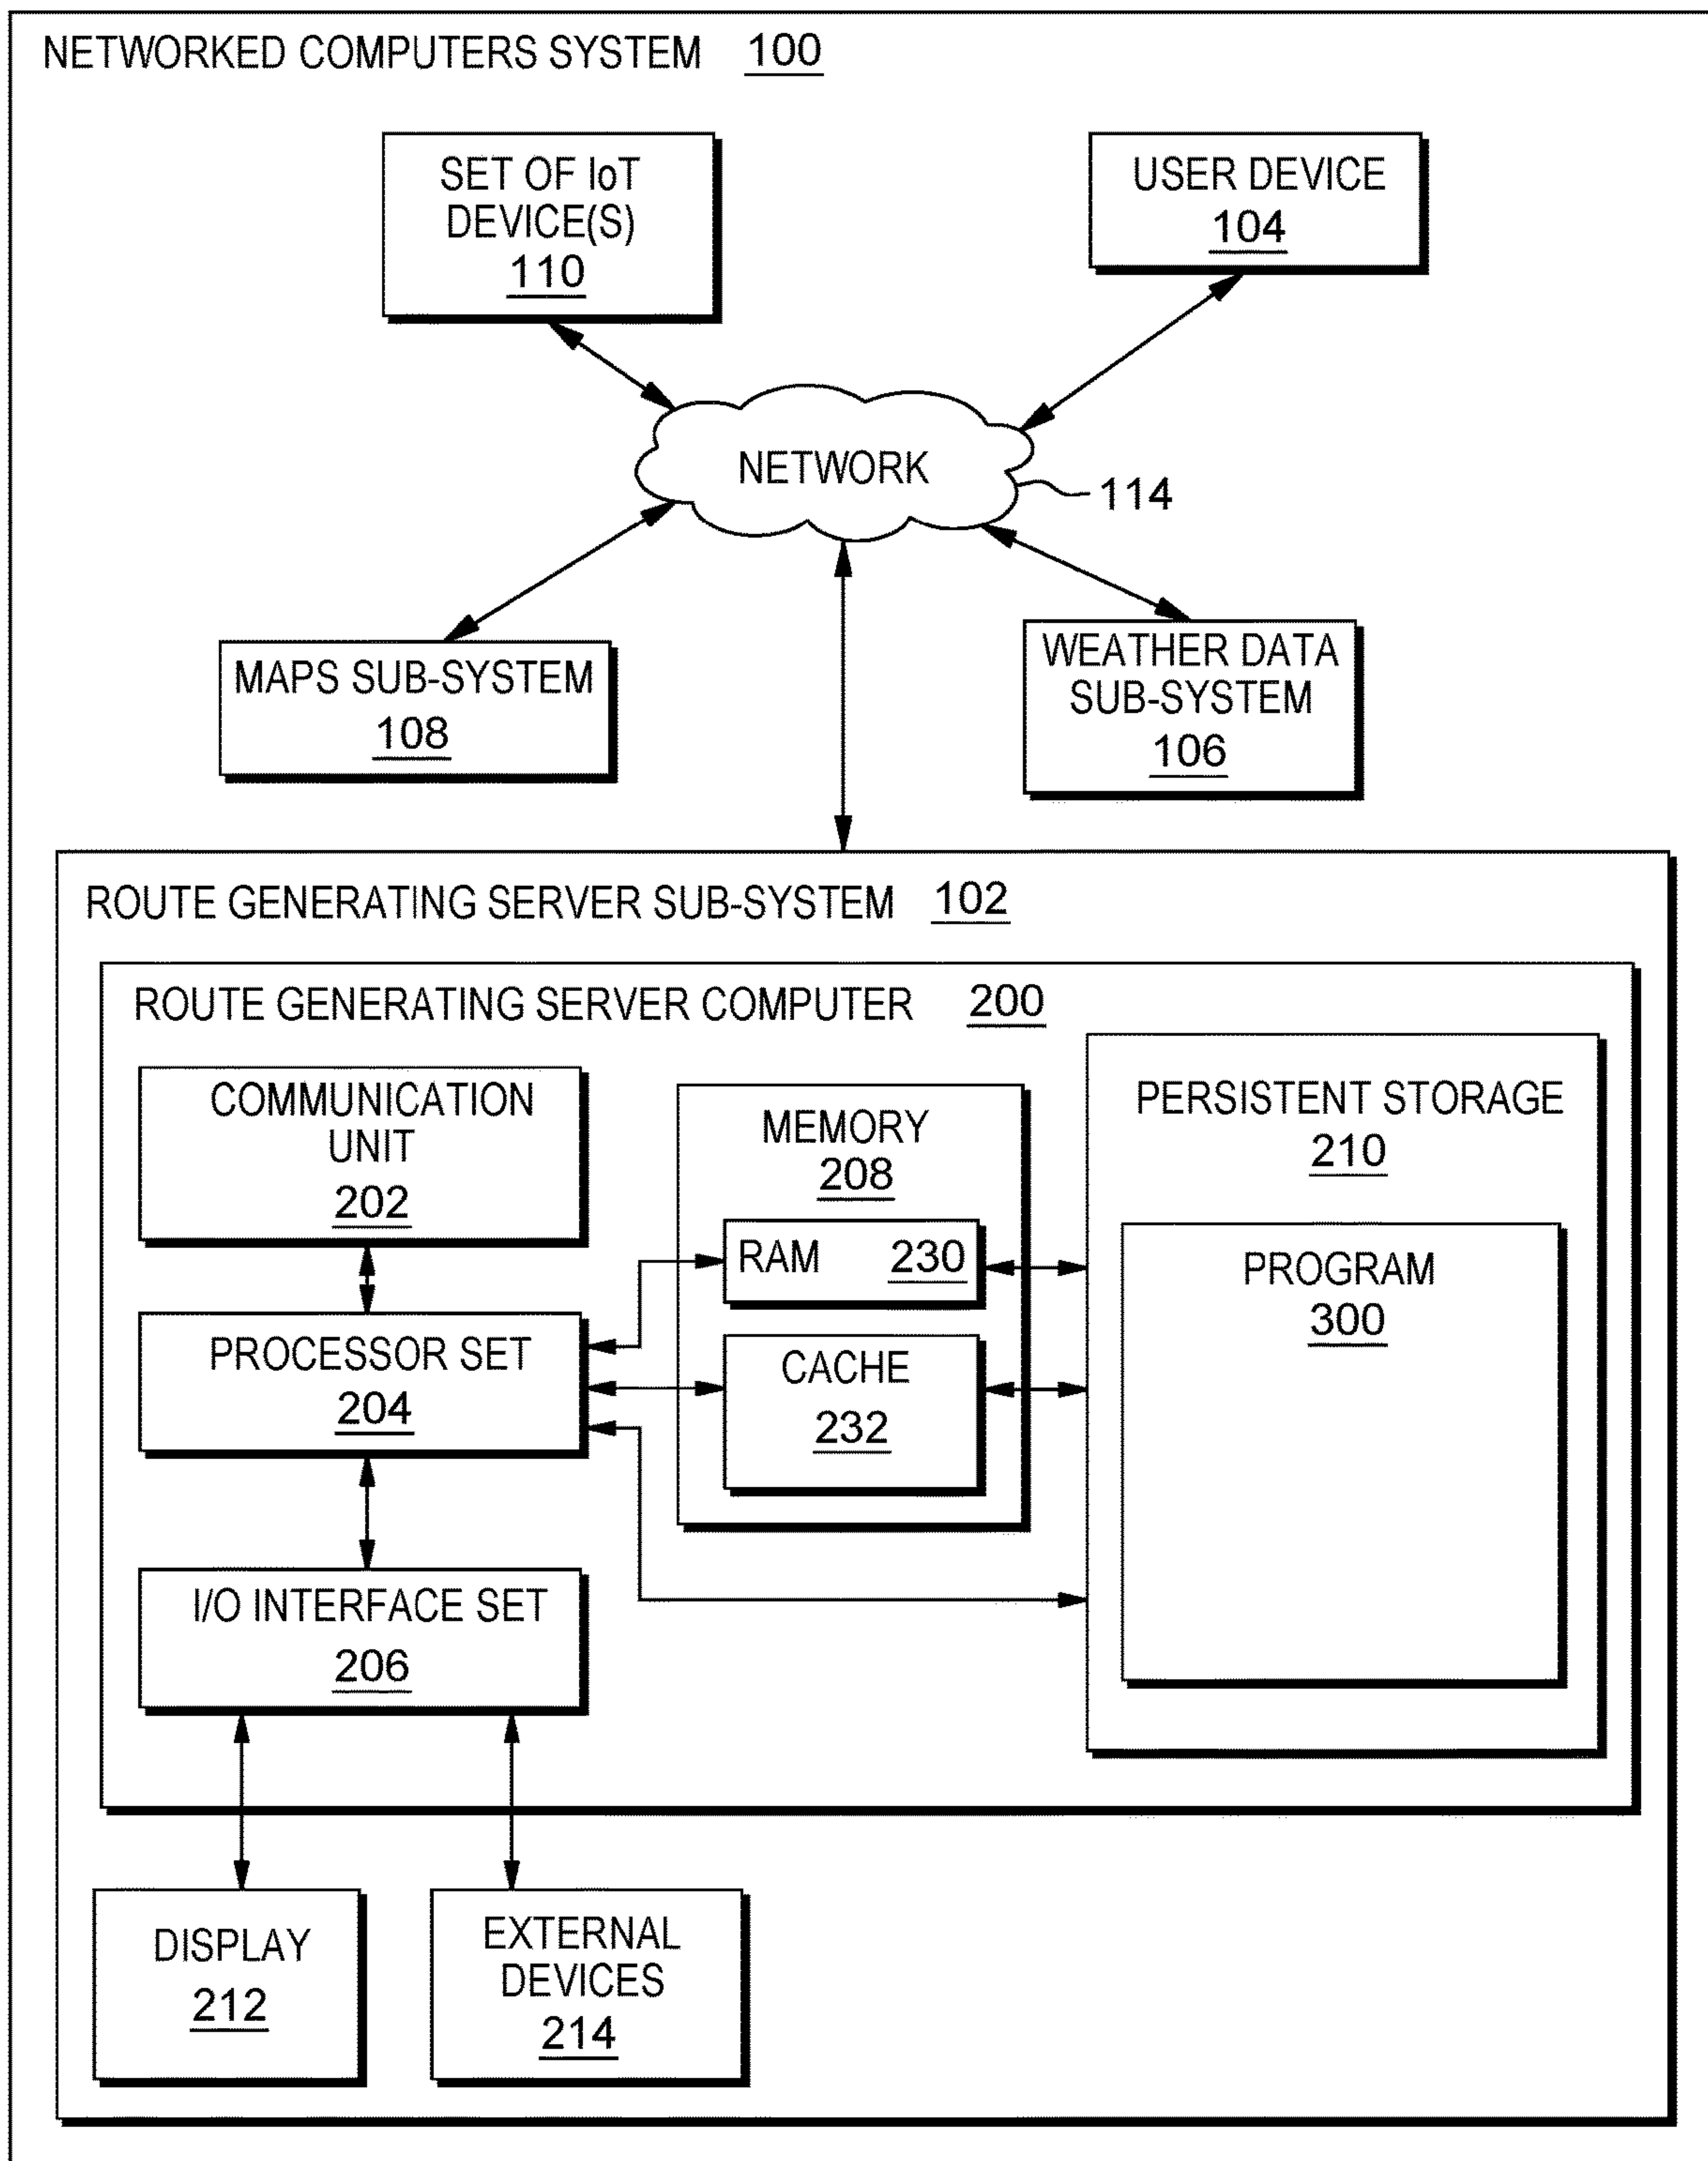 NETWORKED COMPUTERS SYSTEM 100
SET OF IoT
DEVICE(S)
110
USER DEVICE
104
NETWORK
114
MAPS SUB-SYSTEM
108
WEATHER DATA
SUB-SYSTEM
106
ROUTE GENERATING SERVER SUB-SYSTEM 102
ROUTE GENERATING SERVER COMPUTER 200
COMMUNICATION
UNIT
202
PROCESSOR SET
204
I/O INTERFACE SET
206
MEMORY
208
RAM 230
CACHE
232
PERSISTENT STORAGE
210
PROGRAM
300
DISPLAY
212
EXTERNAL
DEVICES
214